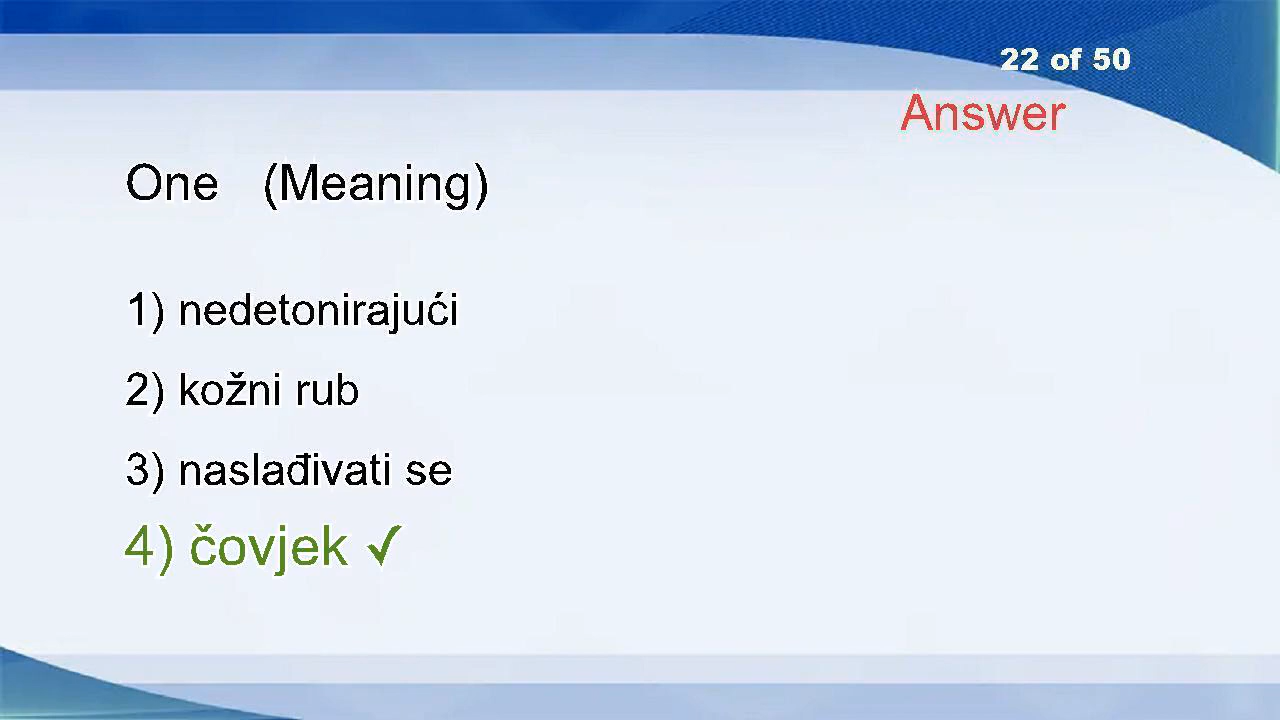 22 of 50
Answer
One (Meaning)
1) nedetonirajući
2) kožni rub
3) naslađivati se
4) čovjek ✓